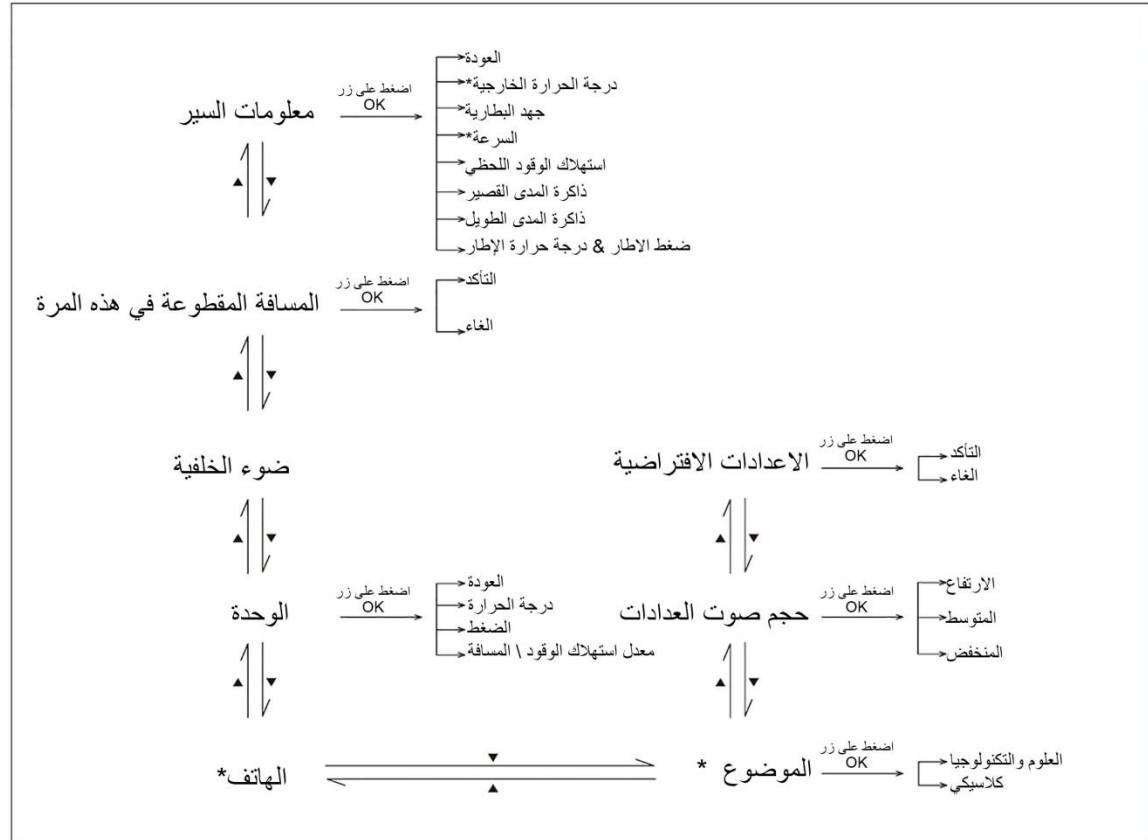 معلومات السير
اضغط على زر
OK
العودة
درجة الحرارة الخارجية*
جهد البطارية
السرعة*
استهلاك الوقود اللحظي
ذاكرة المدى القصير
ذاكرة المدى الطويل
ضغط الاطار & درجة حرارة الإطار
المسافة المقطوعة في هذه المرة
اضغط على زر
OK
التأكد
الغاء
ضوء الخلفية
الوحدة
اضغط على زر
OK
العودة
درجة الحرارة
الضغط
معدل استهلاك الوقود \ المسافة
الهاتف*
الموضوع *
اضغط على زر
OK
العلوم والتكنولوجيا
كلاسيكي
حجم صوت العدادات
اضغط على زر
OK
الارتفاع
المتوسط
المنخفض
الاعدادات الافتراضية
اضغط على زر
OK
التأكد
الغاء